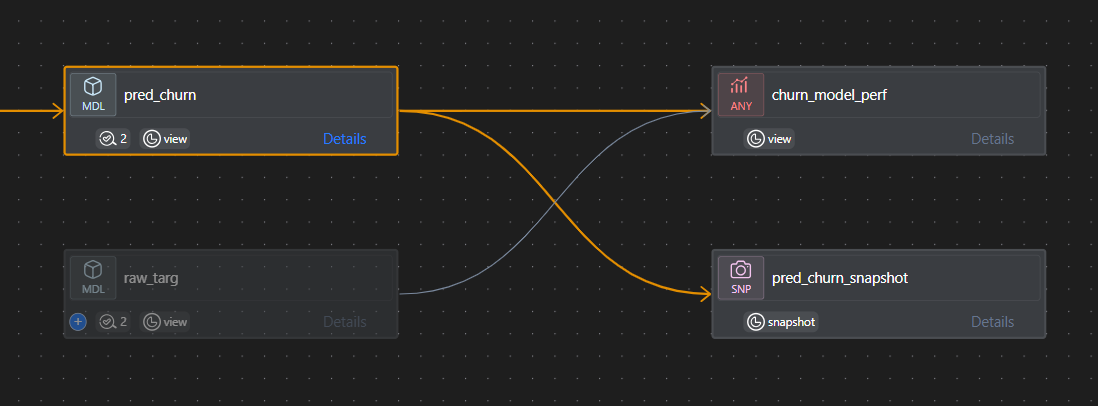 pred_churn
MDL
2 view Details
churn_model_perf
ANY
view Details
raw_targ
MDL
2 view Details
pred_churn_snapshot
SNP
snapshot Details